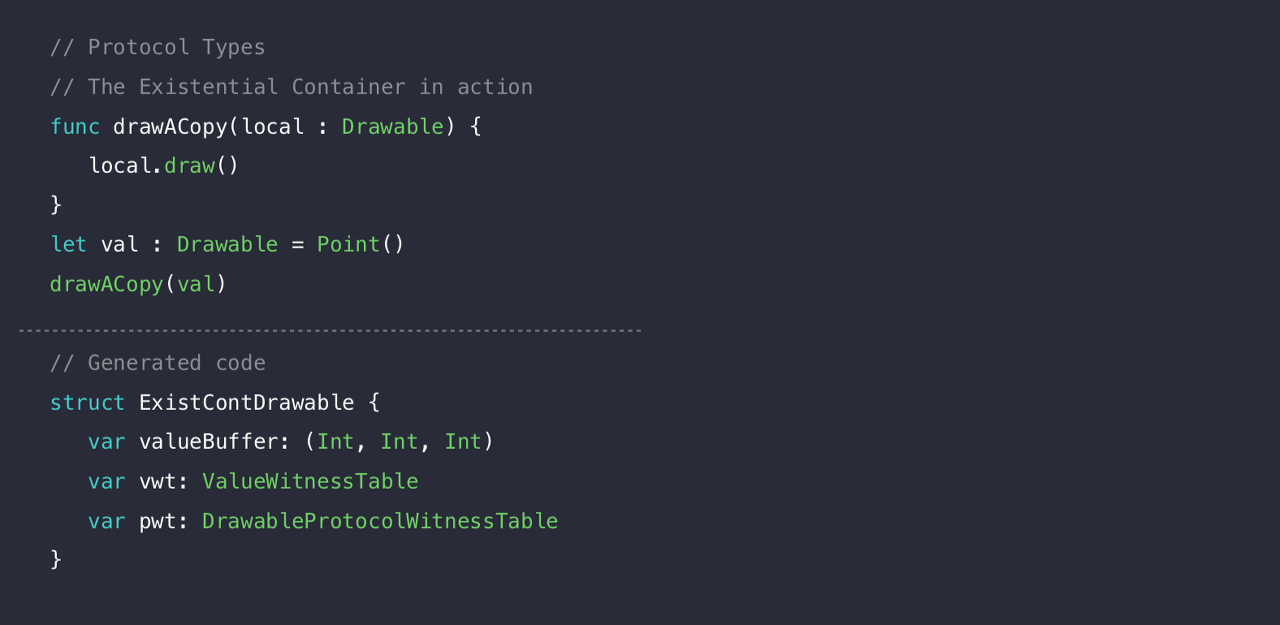 // Protocol Types
// The Existential Container in action
func drawACopy(local : Drawable) {
   local.draw()
}
let val : Drawable = Point()
drawACopy(val)
// Generated code
struct ExistContDrawable {
   var valueBuffer: (Int, Int, Int)
   var vwt: ValueWitnessTable
   var pwt: DrawableProtocolWitnessTable
}